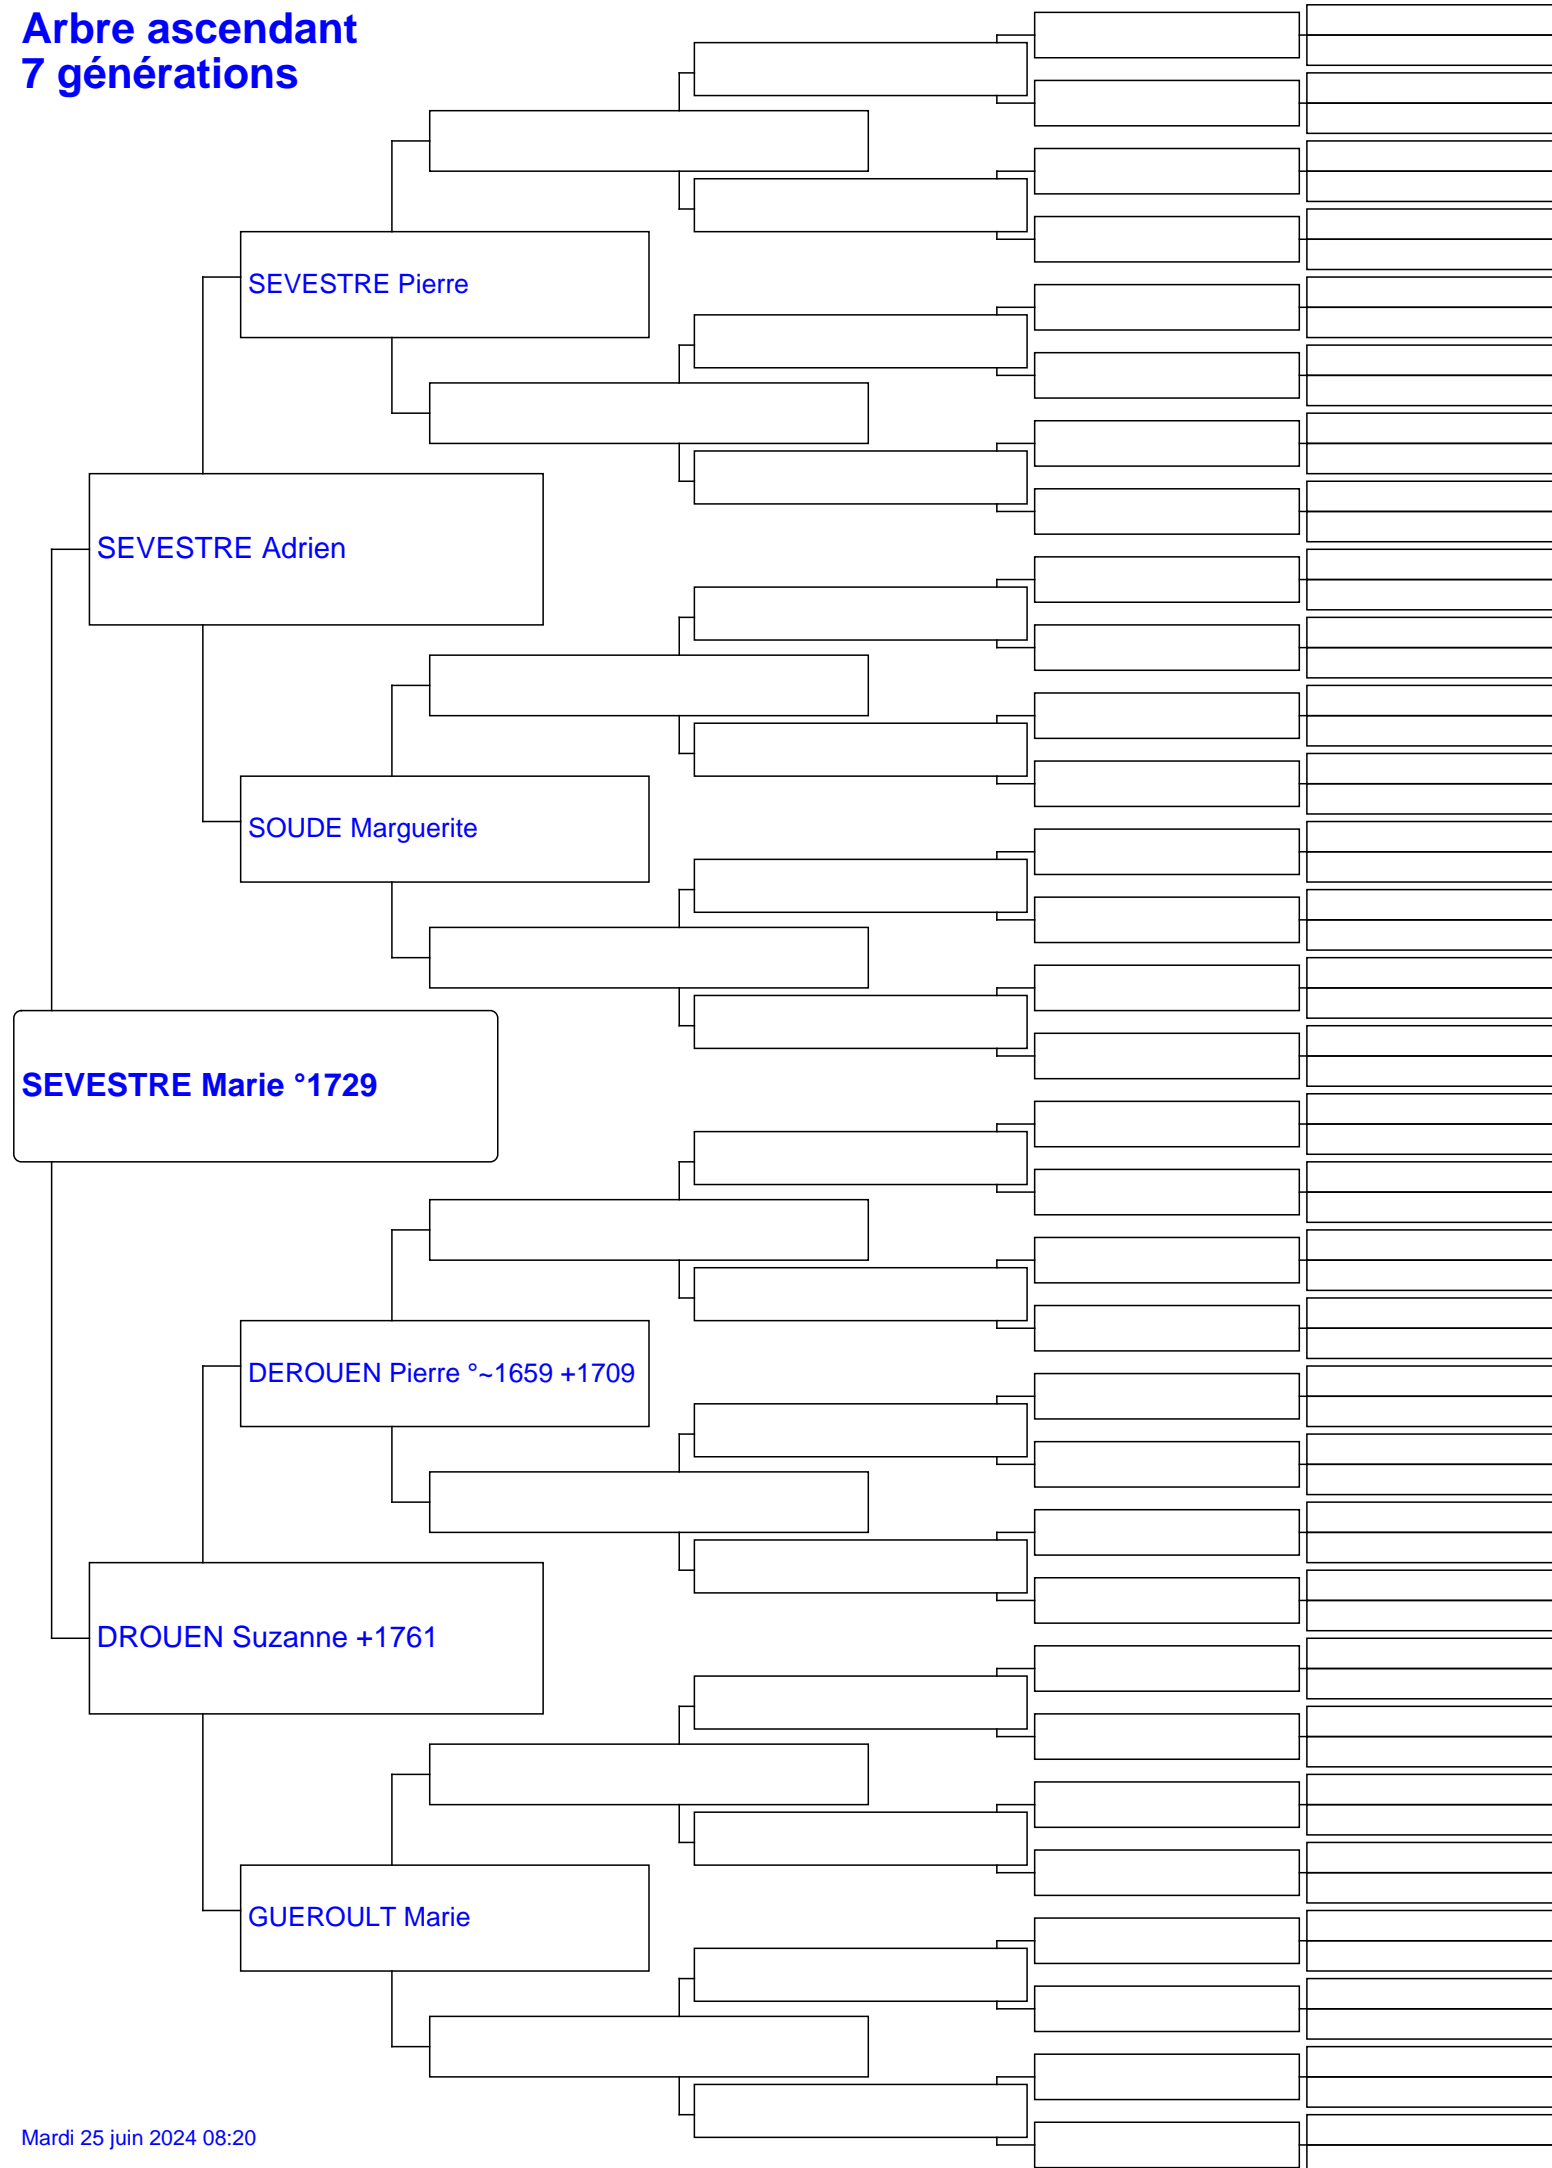 Arbre ascendant
7 générations
SEVESTRE Pierre
SEVESTRE Adrien
SOUDE Marguerite
SEVESTRE Marie °1729
DEROUEN Pierre °~1659 +1709
DROUEN Suzanne +1761
GUEROULT Marie
Mardi 25 juin 2024 08:20